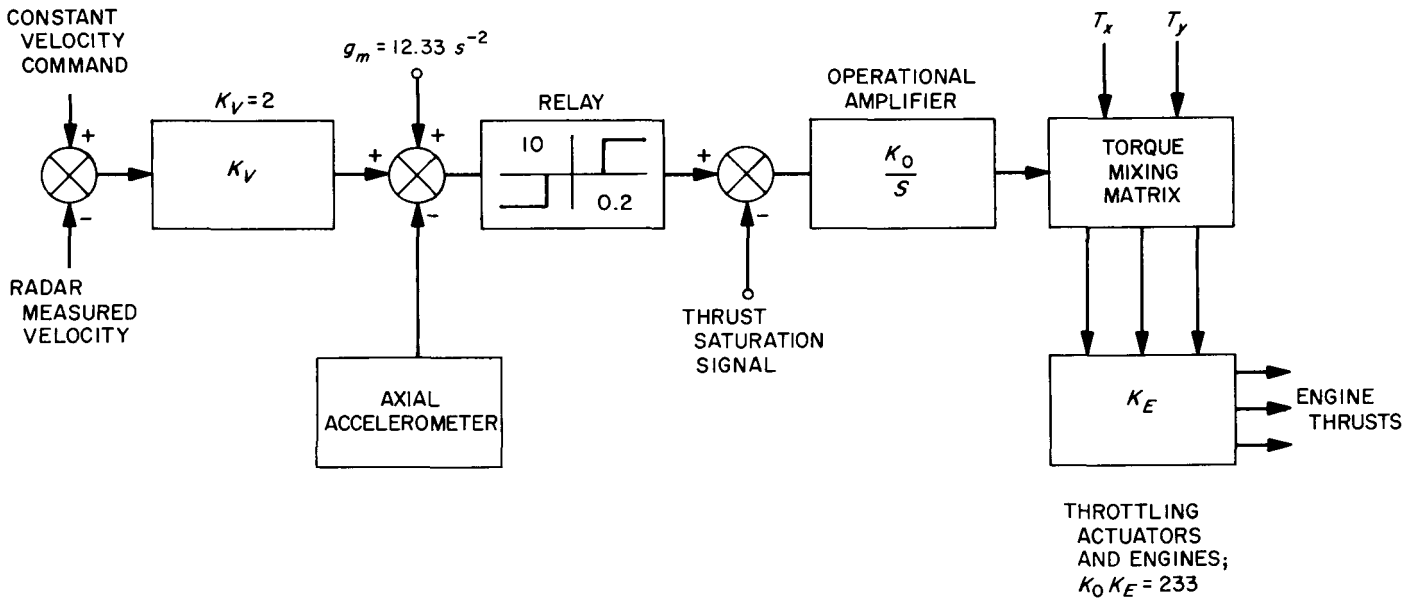 CONSTANT
VELOCITY
COMMAND
+
-
RADAR
MEASURED
VELOCITY
K_V = 2
K_V
g_m = 12.33 s^-2
+
+
-
AXIAL
ACCELEROMETER
RELAY
10
0.2
+
-
THRUST
SATURATION
SIGNAL
OPERATIONAL
AMPLIFIER
K_O
S
T_x
T_y
TORQUE
MIXING
MATRIX
K_E
ENGINE
THRUSTS
THROTTLING
ACTUATORS
AND ENGINES;
K_O K_E = 233